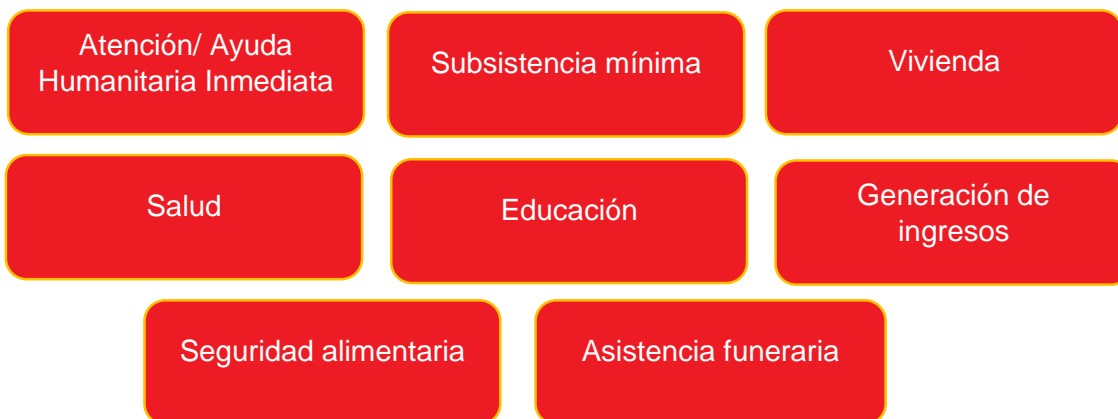 Atención/ Ayuda
Humanitaria Inmediata
Subsistencia mínima
Vivienda
Salud
Educación
Generación de
ingresos
Seguridad alimentaria
Asistencia funeraria